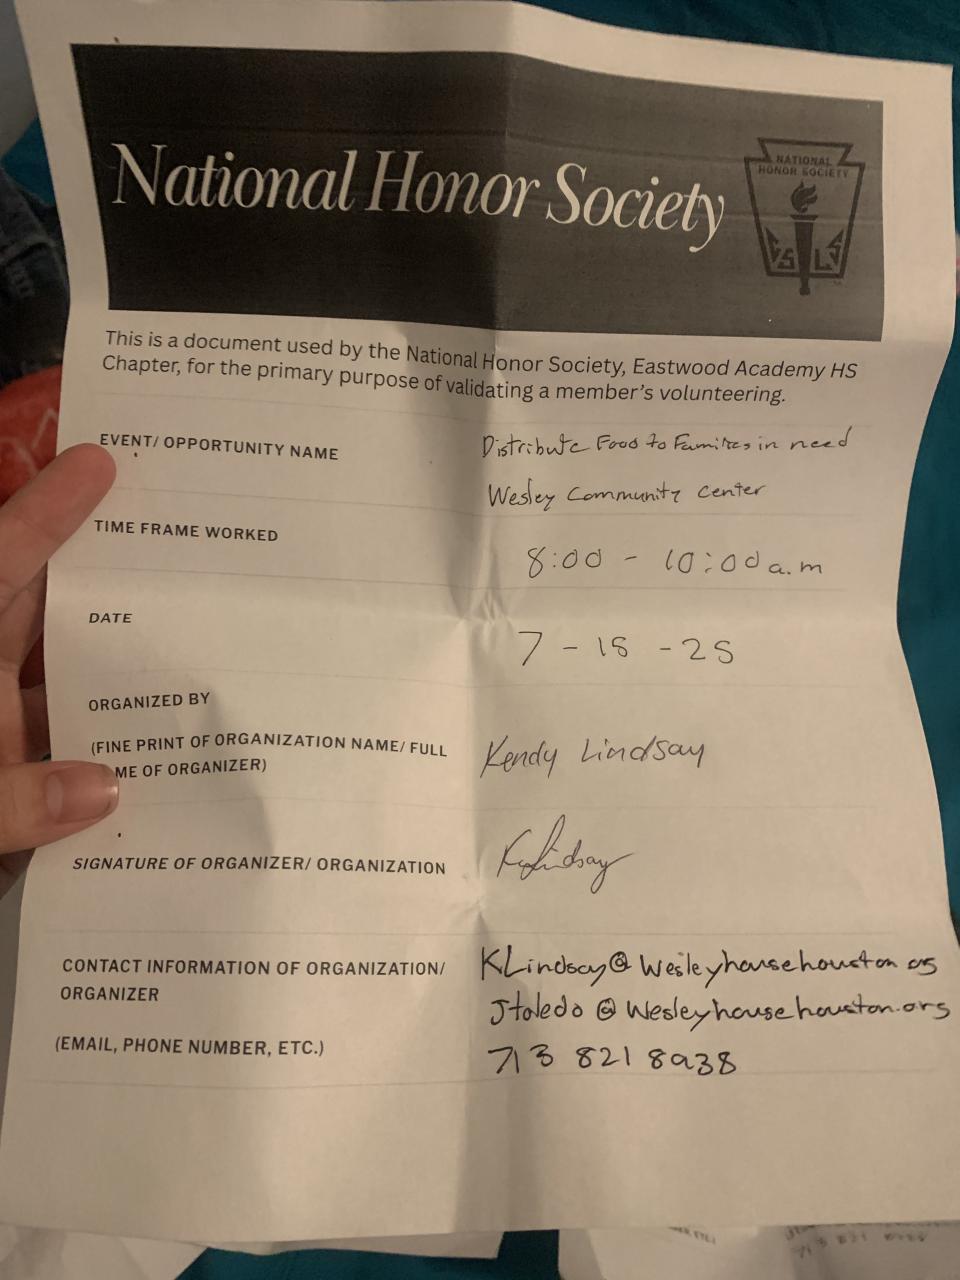 National Honor Society
NATIONAL
HONOR SOCIETY
S L S
This is a document used by the National Honor Society, Eastwood Academy HS
Chapter, for the primary purpose of validating a member's volunteering.
EVENT/ OPPORTUNITY NAME
Distribute Food to Families in need
Wesley Community Center
TIME FRAME WORKED
8:00 - 10:00 a.m
DATE
7 - 18 - 25
ORGANIZED BY
(FINE PRINT OF ORGANIZATION NAME/ FULL
ME OF ORGANIZER)
Kendy Lindsay
SIGNATURE OF ORGANIZER/ ORGANIZATION
KLindsay
CONTACT INFORMATION OF ORGANIZATION/
ORGANIZER
(EMAIL, PHONE NUMBER, ETC.)
KLindsay@Wesleyhousehouston.org
Jtoledo@Wesleyhousehouston.org
713 821 8938